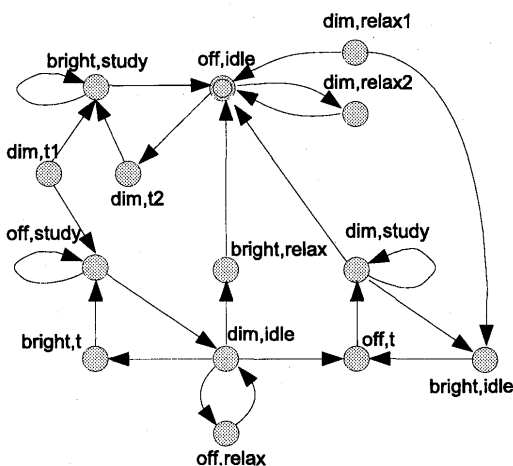 dim,relax1
bright,study
off,idle
dim,relax2
dim,t1
dim,t2
off,study
dim,study
bright,relax
bright,t
dim,idle
off,t
bright,idle
off,relax